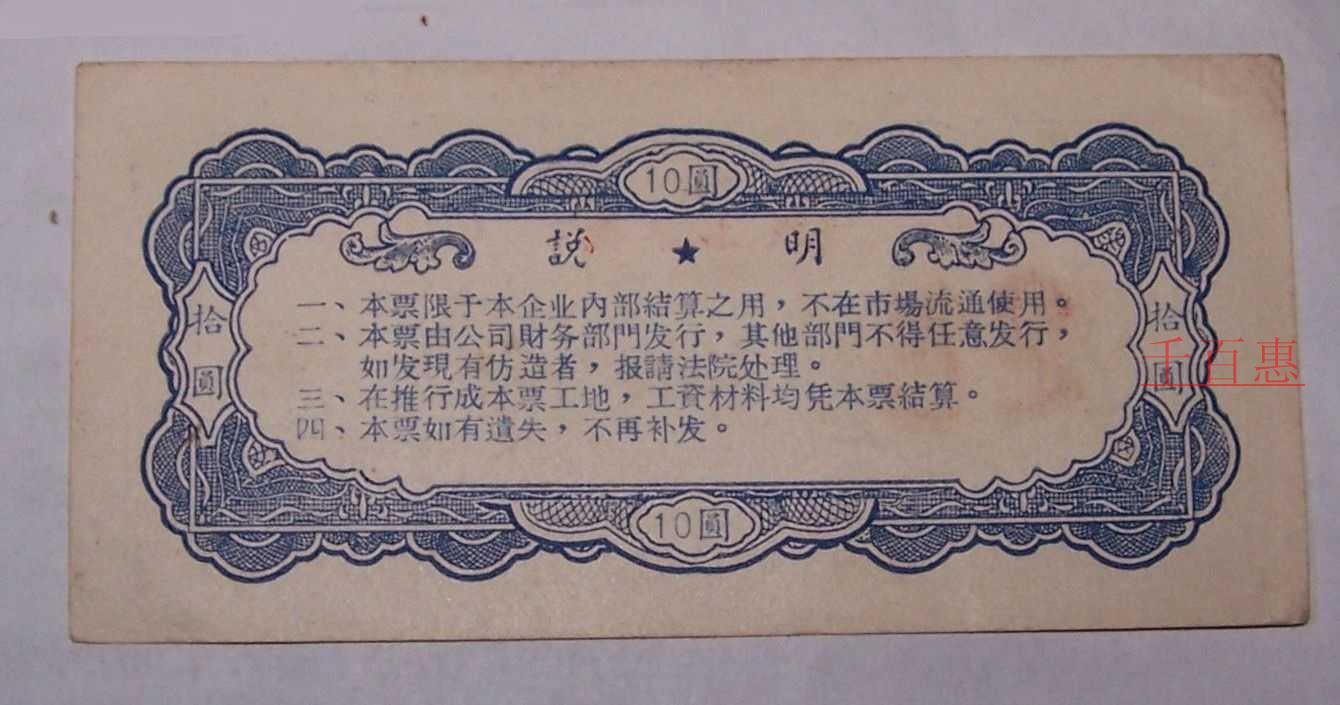 10圓
説★明
一、本票限于本企业內部結算之用，不在市場流通使用。
二、本票由公司財务部門发行，其他部門不得任意发行，
如发現有仿造者，报請法院处理。
三、在推行成本票工地，工資材料均凭本票結算。
四、本票如有遺失，不再补发。
拾圓
拾圓
千百惠
10圓